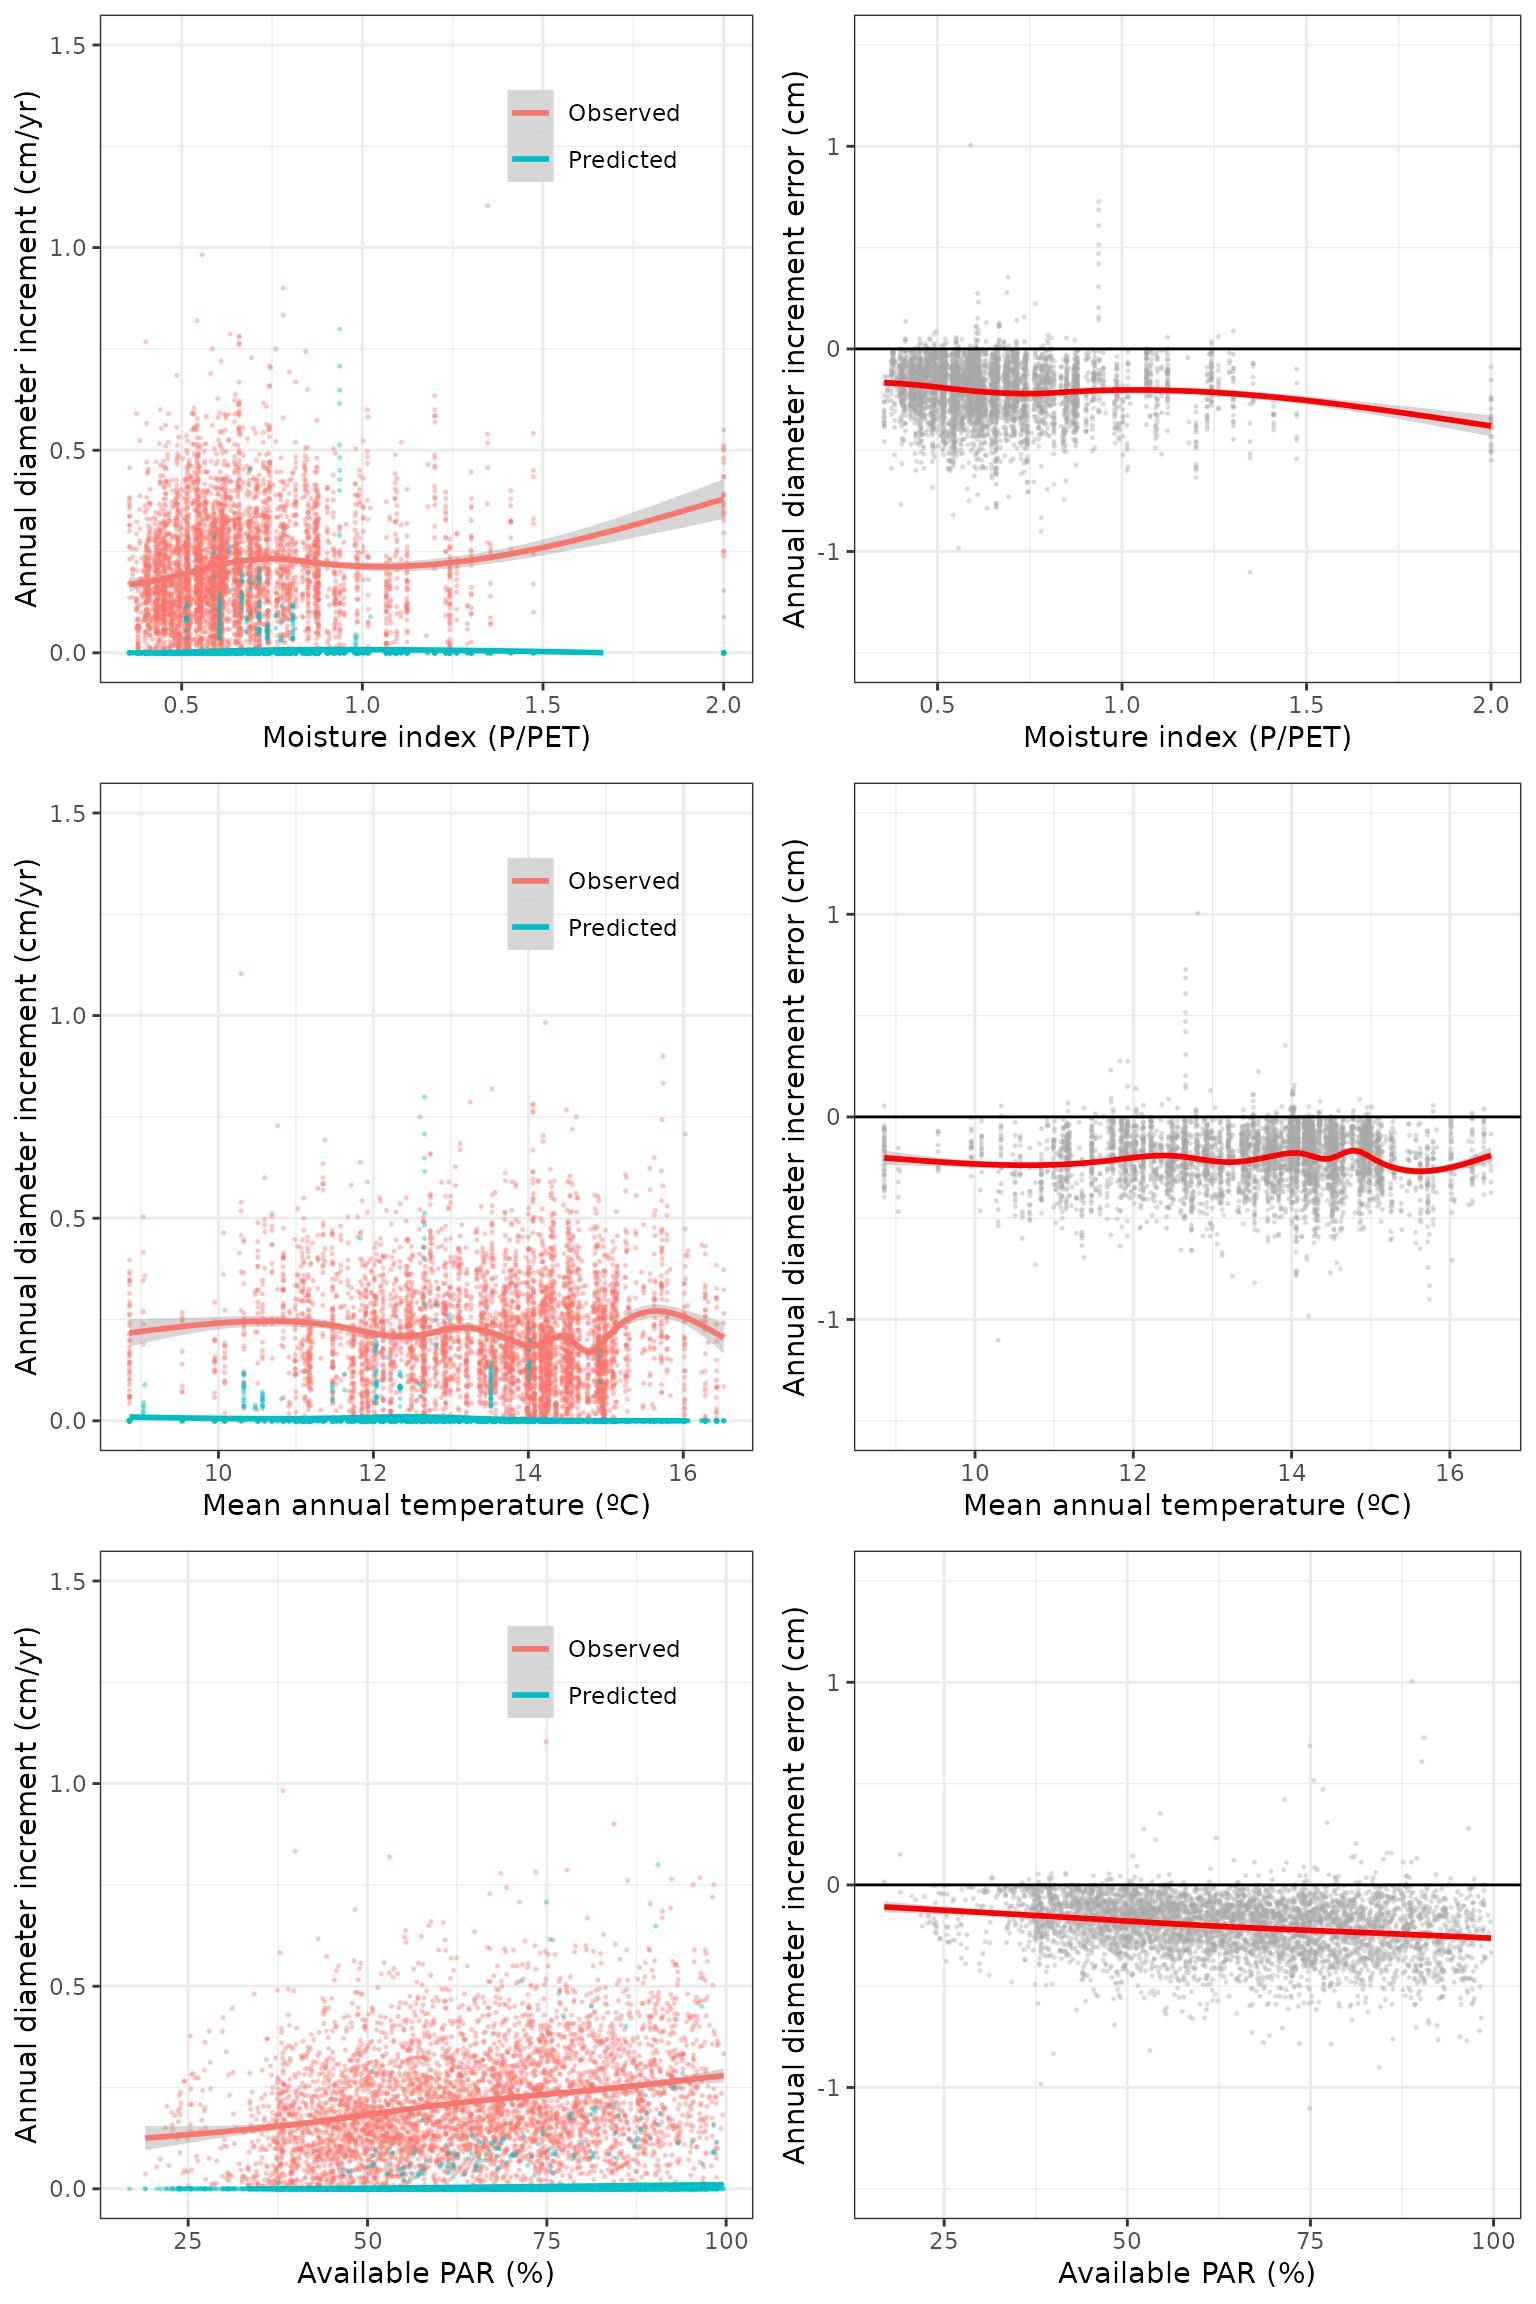 Annual diameter increment (cm/yr)
1.5
1.0
0.5
0.0
Observed
Predicted
0.5 1.0 1.5 2.0
Moisture index (P/PET)
Annual diameter increment error (cm)
1
0
-1
0.5 1.0 1.5 2.0
Moisture index (P/PET)
Annual diameter increment (cm/yr)
1.5
1.0
0.5
0.0
Observed
Predicted
10 12 14 16
Mean annual temperature (ºC)
Annual diameter increment error (cm)
1
0
-1
10 12 14 16
Mean annual temperature (ºC)
Annual diameter increment (cm/yr)
1.5
1.0
0.5
0.0
Observed
Predicted
25 50 75 100
Available PAR (%)
Annual diameter increment error (cm)
1
0
-1
25 50 75 100
Available PAR (%)